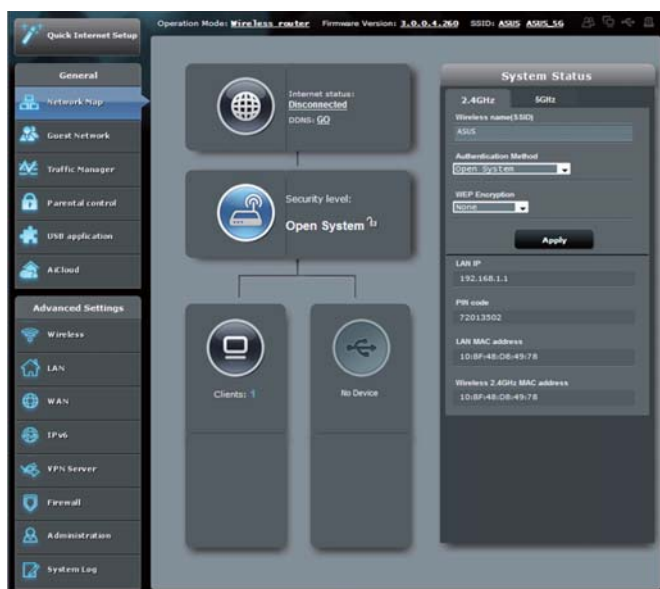 Quick Internet Setup
Operation Mode: Wireless router Firmware Version: 3.0.0.4.260 SSID: ASUS ASUS_5G
General
Network Map
Guest Network
Traffic Manager
Parental control
USB application
AiCloud
Advanced Settings
Wireless
LAN
WAN
IPv6
VPN Server
Firewall
Administration
System Log
Internet status:
Disconnected
DDNS: GO
Security level:
Open System
Clients: 1
No Device
System Status
2.4GHz 5GHz
Wireless name(SSID)
ASUS
Authentication Method
Open System
WEP Encryption
None
Apply
LAN IP
192.168.1.1
PIN code
72013502
LAN MAC address
10:BF:48:D8:49:78
Wireless 2.4GHz MAC address
10:BF:48:D8:49:78